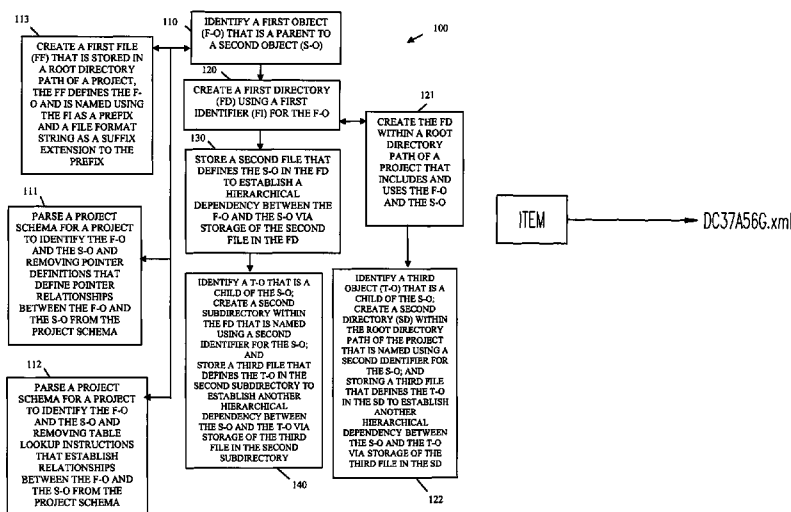 113
CREATE A FIRST FILE
(FF) THAT IS STORED IN
A ROOT DIRECTORY
PATH OF A PROJECT,
THE FF DEFINES THE F-
O AND IS NAMED USING
THE FI AS A PREFIX
AND A FILE FORMAT
STRING AS A SUFFIX
EXTENSION TO THE
PREFIX
110
IDENTIFY A FIRST OBJECT
(F-O) THAT IS A PARENT TO
A SECOND OBJECT (S-O)
100
120
CREATE A FIRST DIRECTORY
(FD) USING A FIRST
IDENTIFIER (FI) FOR THE F-O
121
CREATE THE FD
WITHIN A ROOT
DIRECTORY
PATH OF A
PROJECT THAT
INCLUDES AND
USES THE F-O
AND THE S-O
130
STORE A SECOND FILE THAT
DEFINES THE S-O IN THE FD
TO ESTABLISH A
HIERARCHICAL
DEPENDENCY BETWEEN THE
F-O AND THE S-O VIA
STORAGE OF THE SECOND
FILE IN THE FD
111
PARSE A PROJECT
SCHEMA FOR A PROJECT
TO IDENTIFY THE F-O
AND THE S-O AND
REMOVING POINTER
DEFINITIONS THAT
DEFINE POINTER
RELATIONSHIPS
BETWEEN THE F-O AND
THE S-O FROM THE
PROJECT SCHEMA
IDENTIFY A T-O THAT IS A
CHILD OF THE S-O;
CREATE A SECOND
SUBDIRECTORY WITHIN
THE FD THAT IS NAMED
USING A SECOND
IDENTIFIER FOR THE S-O;
AND
STORE A THIRD FILE THAT
DEFINES THE T-O IN THE
SECOND SUBDIRECTORY TO
ESTABLISH ANOTHER
HIERARCHICAL
DEPENDENCY BETWEEN
THE S-O AND THE T-O VIA
STORAGE OF THE THIRD
FILE IN THE SECOND
SUBDIRECTORY
140
IDENTIFY A THIRD
OBJECT (T-O) THAT IS A
CHILD OF THE S-O;
CREATE A SECOND
DIRECTORY (SD) WITHIN
THE ROOT DIRECTORY
PATH OF THE PROJECT
THAT IS NAMED USING A
SECOND IDENTIFIER FOR
THE S-O; AND
STORING A THIRD FILE
THAT DEFINES THE T-O
IN THE SD TO ESTABLISH
ANOTHER
HIERARCHICAL
DEPENDENCY BETWEEN
THE S-O AND THE T-O
VIA STORAGE OF THE
THIRD FILE IN THE SD
122
112
PARSE A PROJECT
SCHEMA FOR A
PROJECT TO IDENTIFY
THE F-O AND THE S-O
AND REMOVING TABLE
LOOKUP INSTRUCTIONS
THAT ESTABLISH
RELATIONSHIPS
BETWEEN THE F-O AND
THE S-O FROM THE
PROJECT SCHEMA
ITEM
DC37A56G.xml